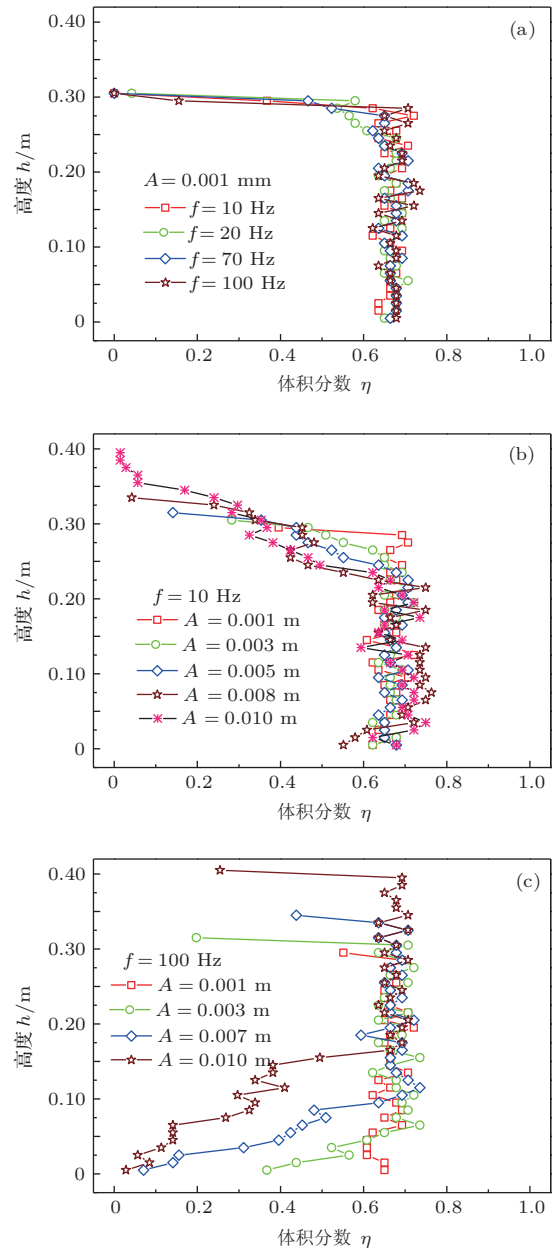 (a)
0.40
0.30
0.20
0.10
0
高度 h/m
A = 0.001 mm
f = 10 Hz
f = 20 Hz
f = 70 Hz
f = 100 Hz
0 0.2 0.4 0.6 0.8 1.0
体积分数 η
(b)
0.40
0.30
0.20
0.10
0
高度 h/m
f = 10 Hz
A = 0.001 m
A = 0.003 m
A = 0.005 m
A = 0.008 m
A = 0.010 m
0 0.2 0.4 0.6 0.8 1.0
体积分数 η
(c)
0.40
0.30
0.20
0.10
0
高度 h/m
f = 100 Hz
A = 0.001 m
A = 0.003 m
A = 0.007 m
A = 0.010 m
0 0.2 0.4 0.6 0.8 1.0
体积分数 η